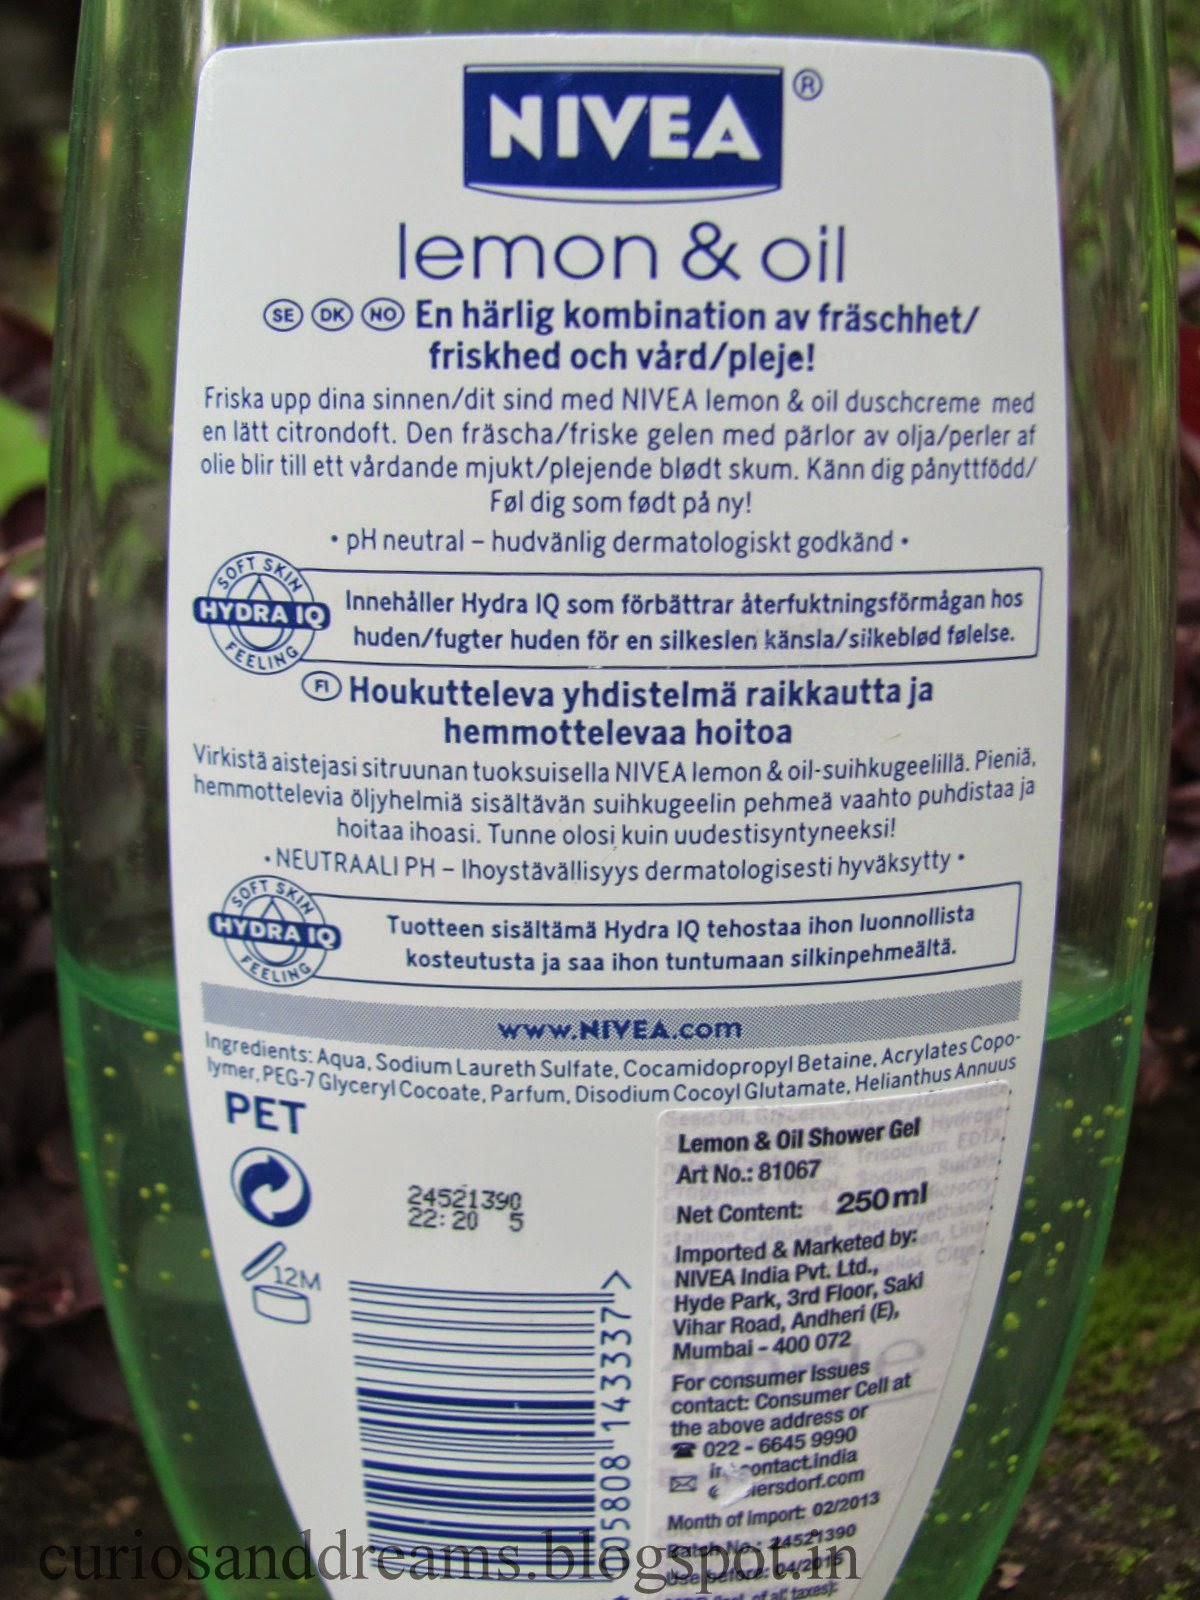 NIVEA ®
lemon & oil
SE DK NO En härlig kombination av fräschhet/
friskhed och vård/pleje!
Friska upp dina sinnen/dit sind med NIVEA lemon & oil duschcreme med
en lätt citrondoft. Den fräscha/friske gelen med pärlor av olja/perler af
olie blir till ett vårdande mjukt/plejende blødt skum. Känn dig pånyttfödd/
Føl dig som født på ny!
• pH neutral – hudvänlig dermatologiskt godkänd •
SOFT SKIN
HYDRA IQ
FEELING
Innehåller Hydra IQ som förbättrar återfuktningsförmågan hos
huden/fugter huden för en silkeslen känsla/silkeblød følelse.
FI Houkutteleva yhdistelmä raikkautta ja
hemmottelevaa hoitoa
Virkistä aistejasi sitruunan tuoksuisella NIVEA lemon & oil-suihkugeelillä. Pieniä,
hemmottelevia öljyhelmiä sisältävän suihkugeelin pehmeä vaahto puhdistaa ja
hoitaa ihoasi. Tunne olosi kuin uudestisyntyneeksi!
• NEUTRAALI PH – Ihoystävällisyys dermatologisesti hyväksytty •
SOFT SKIN
HYDRA IQ
FEELING
Tuotteen sisältämä Hydra IQ tehostaa ihon luonnollista
kosteutusta ja saa ihon tuntumaan silkinpehmeältä.
www.NIVEA.com
Ingredients: Aqua, Sodium Laureth Sulfate, Cocamidopropyl Betaine, Acrylates Copo-
lymer, PEG-7 Glyceryl Cocoate, Parfum, Disodium Cocoyl Glutamate, Helianthus Annuus
PET
24521390
22:20 5
12M
05808 143337 >
Lemon & Oil Shower Gel
Art No.: 81067
Net Content: 250ml
Imported & Marketed by:
NIVEA India Pvt. Ltd.,
Hyde Park, 3rd Floor, Saki
Vihar Road, Andheri (E),
Mumbai – 400 072
For consumer Issues
contact: Consumer Cell at
the above address or
022 - 6645 9990
Month of import: 02/2013
Batch No.: 24521390
Use before: 04/2015
curiosanddreams.blogspot.in